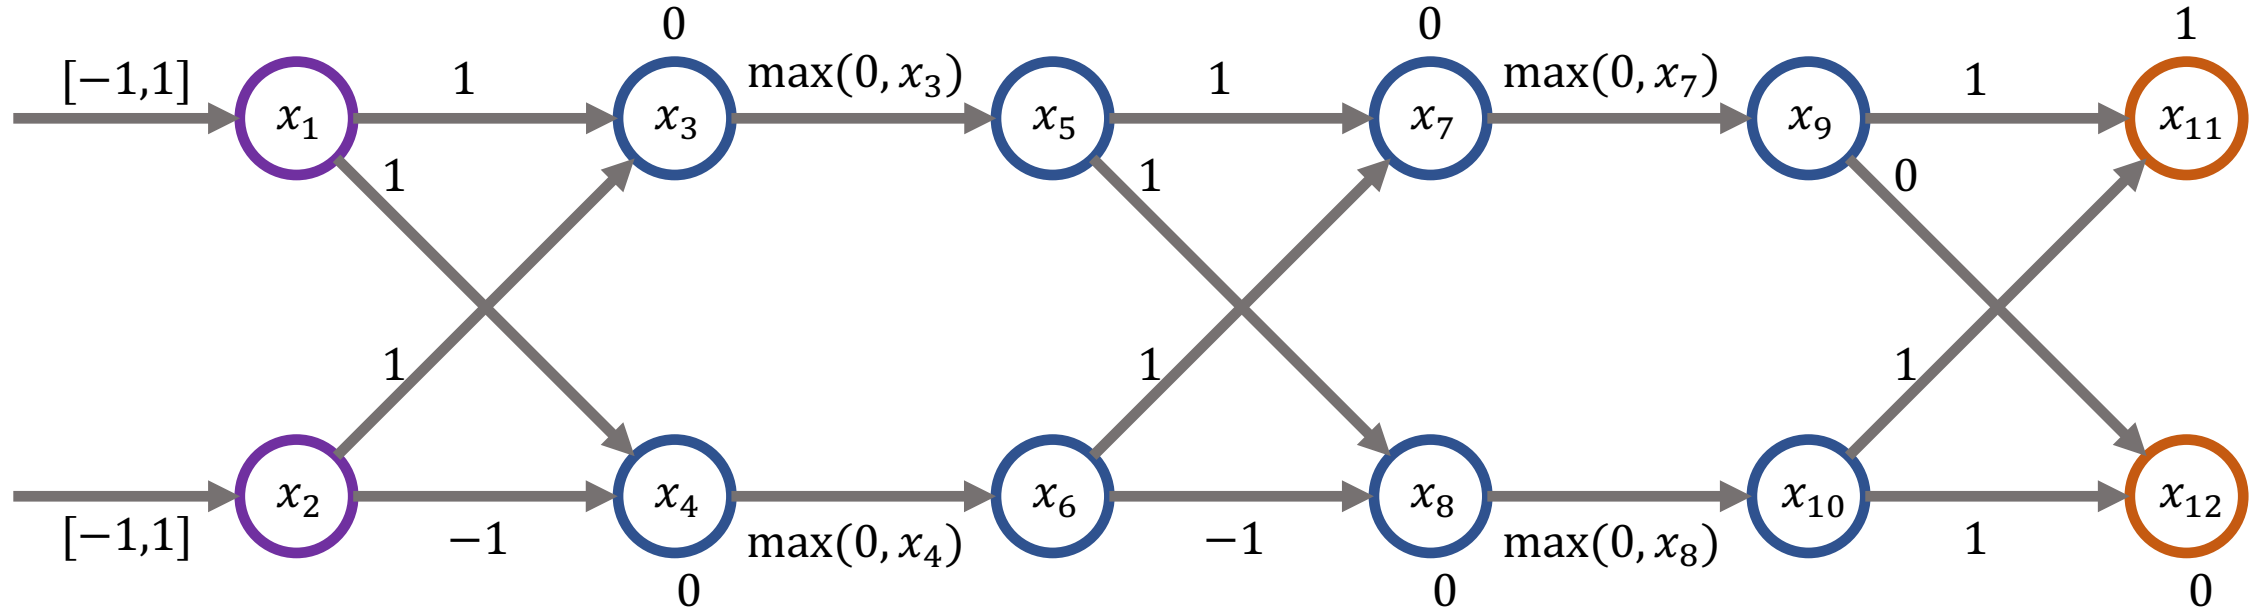 0 0 1
[−1,1] 1 max(0, x₃) 1 max(0, x₇) 1
x₁ x₃ x₅ x₇ x₉ x₁₁
1 1 0
1 1 1
x₂ x₄ x₆ x₈ x₁₀ x₁₂
[−1,1] −1 max(0, x₄) −1 max(0, x₈) 1
0 0 0